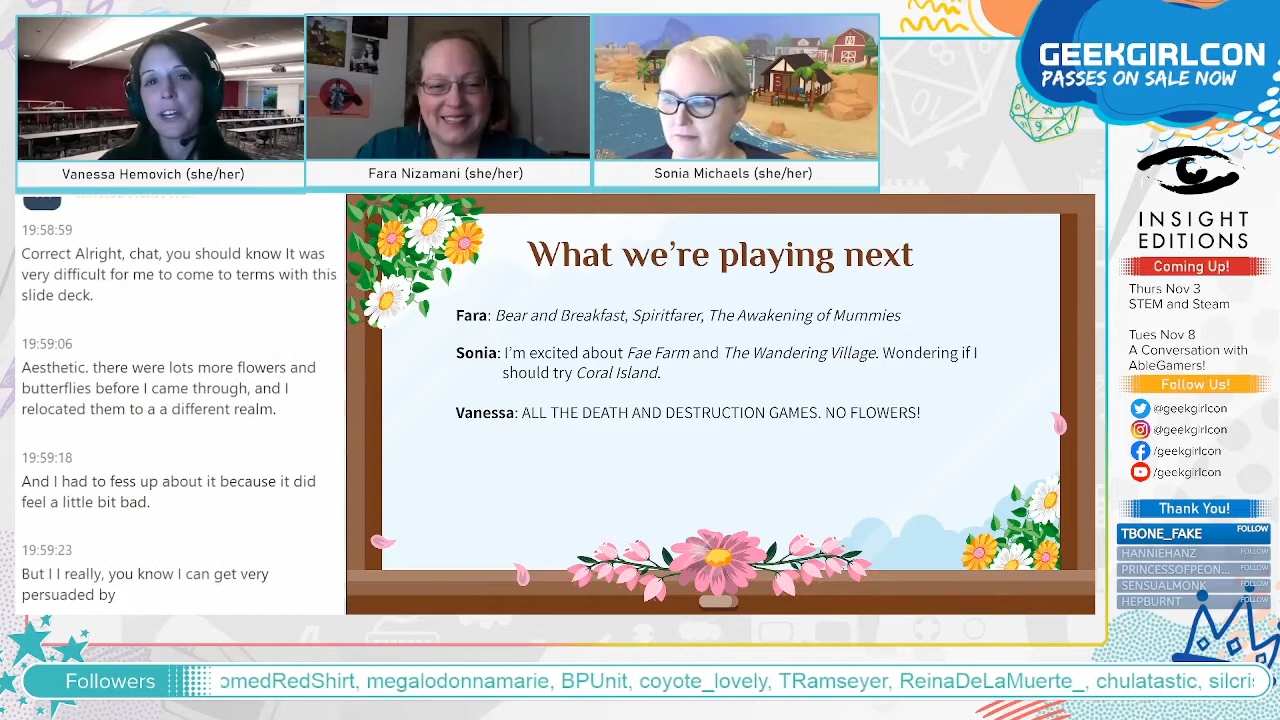 GEEKGIRLCON
PASSES ON SALE NOW
Vanessa Hemovich (she/her)
Fara Nizamani (she/her)
Sonia Michaels (she/her)
19:58:59
Correct Alright, chat, you should know It was
very difficult for me to come to terms with this
slide deck.
19:59:06
Aesthetic. there were lots more flowers and
butterflies before I came through, and I
relocated them to a a different realm.
19:59:18
And I had to fess up about it because it did
feel a little bit bad.
19:59:23
But I I really, you know I can get very
persuaded by
What we're playing next
Fara: Bear and Breakfast, Spiritfarer, The Awakening of Mummies
Sonia: I'm excited about Fae Farm and The Wandering Village. Wondering if I
should try Coral Island.
Vanessa: ALL THE DEATH AND DESTRUCTION GAMES. NO FLOWERS!
INSIGHT
EDITIONS
Coming Up!
Thurs Nov 3
STEM and Steam
Tues Nov 8
A Conversation with
AbleGamers!
Follow Us!
@geekgirlcon
@geekgirlcon
/geekgirlcon
/geekgirlcon
Thank You!
TBONE_FAKE FOLLOW
HANNIEHANZ FOLLOW
PRINCESSOFPEON... FOLLOW
SENSUALMONK FOLLOW
HEPBURNT FOLLOW
Followers
omedRedShirt, megalodonnamarie, BPUnit, coyote_lovely, TRamseyer, ReinaDeLaMuerte_, chulatastic, silcri